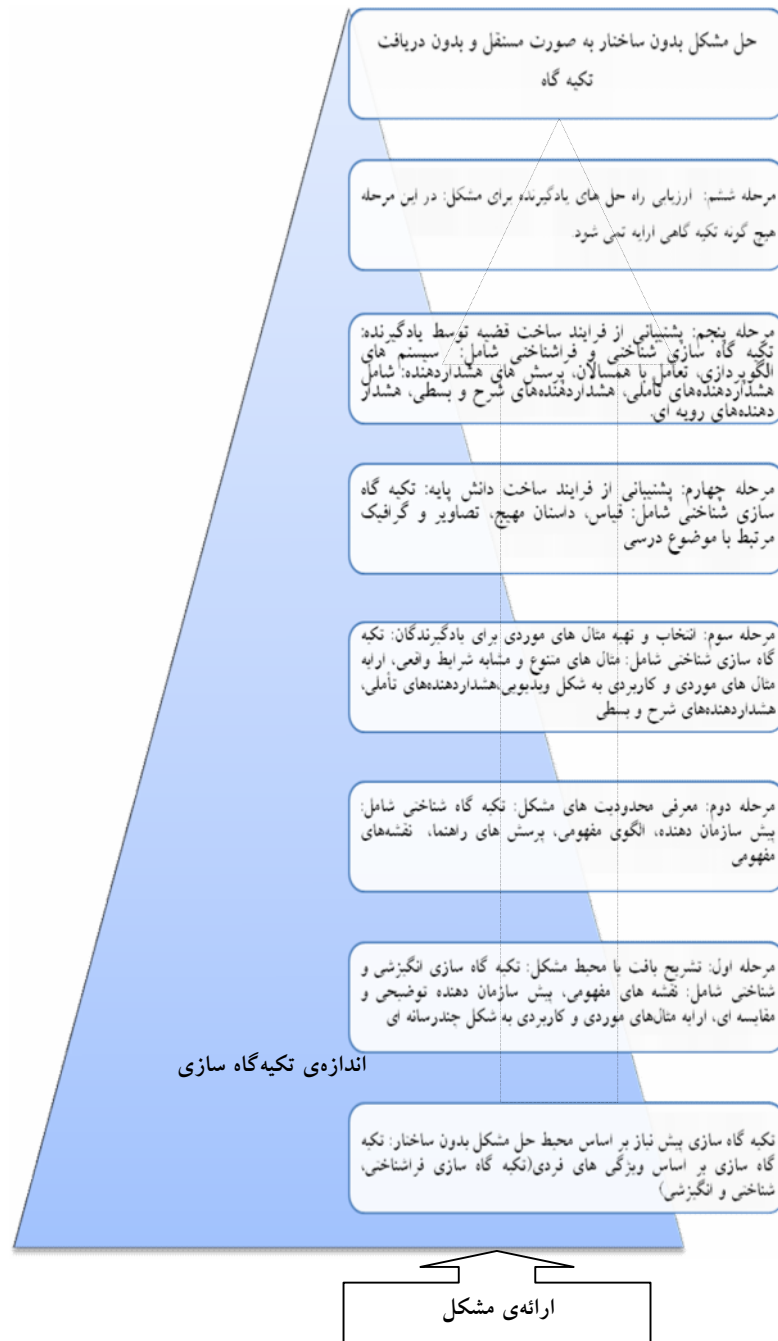 حل مشکل بدون ساختار به صورت مستقل و بدون دریافت
تکیه گاه
مرحله ششم: ارزیابی راه حل های یادگیرنده برای مشکل: در این مرحله
هیچ گونه تکیه گاهی ارایه نمی شود.
مرحله پنجم: پشتیبانی از فرایند ساخت قضیه توسط یادگیرنده:
تکیه گاه سازی شناختی و فراشناختی شامل: سیستم های
الگوپردازی، تعامل با همسالان، پرسش های هشداردهنده: شامل
هشداردهنده‌های تأملی، هشداردهنده‌های شرح و بسطی، هشدار
دهنده‌های رویه ای.
مرحله چهارم: پشتیبانی از فرایند ساخت دانش پایه: تکیه گاه
سازی شناختی شامل: قیاس، داستان مهیج، تصاویر و گرافیک
مرتبط با موضوع درسی
مرحله سوم: انتخاب و تهیه مثال های موردی برای یادگیرندگان: تکیه
گاه سازی شناختی شامل: مثال های متنوع و مشابه شرایط واقعی، ارایه
مثال های موردی و کاربردی به شکل ویدیویی،هشداردهنده‌های تأملی،
هشداردهنده‌های شرح و بسطی
مرحله دوم: معرفی محدودیت های مشکل: تکیه گاه شناختی شامل:
پیش سازمان دهنده، الگوی مفهومی، پرسش های راهنما، نقشه‌های
مفهومی
مرحله اول: تشریح بافت یا محیط مشکل: تکیه گاه سازی انگیزشی و
شناختی شامل: نقشه های مفهومی، پیش سازمان دهنده توضیحی و
مقایسه ای، ارایه مثال‌های موردی و کاربردی به شکل چندرسانه ای
اندازه‌ی تکیه‌گاه سازی
تکیه گاه سازی پیش نیاز بر اساس محیط حل مشکل بدون ساختار: تکیه
گاه سازی بر اساس ویژگی های فردی(تکیه گاه سازی فراشناختی،
شناختی و انگیزشی)
ارائه‌ی مشکل